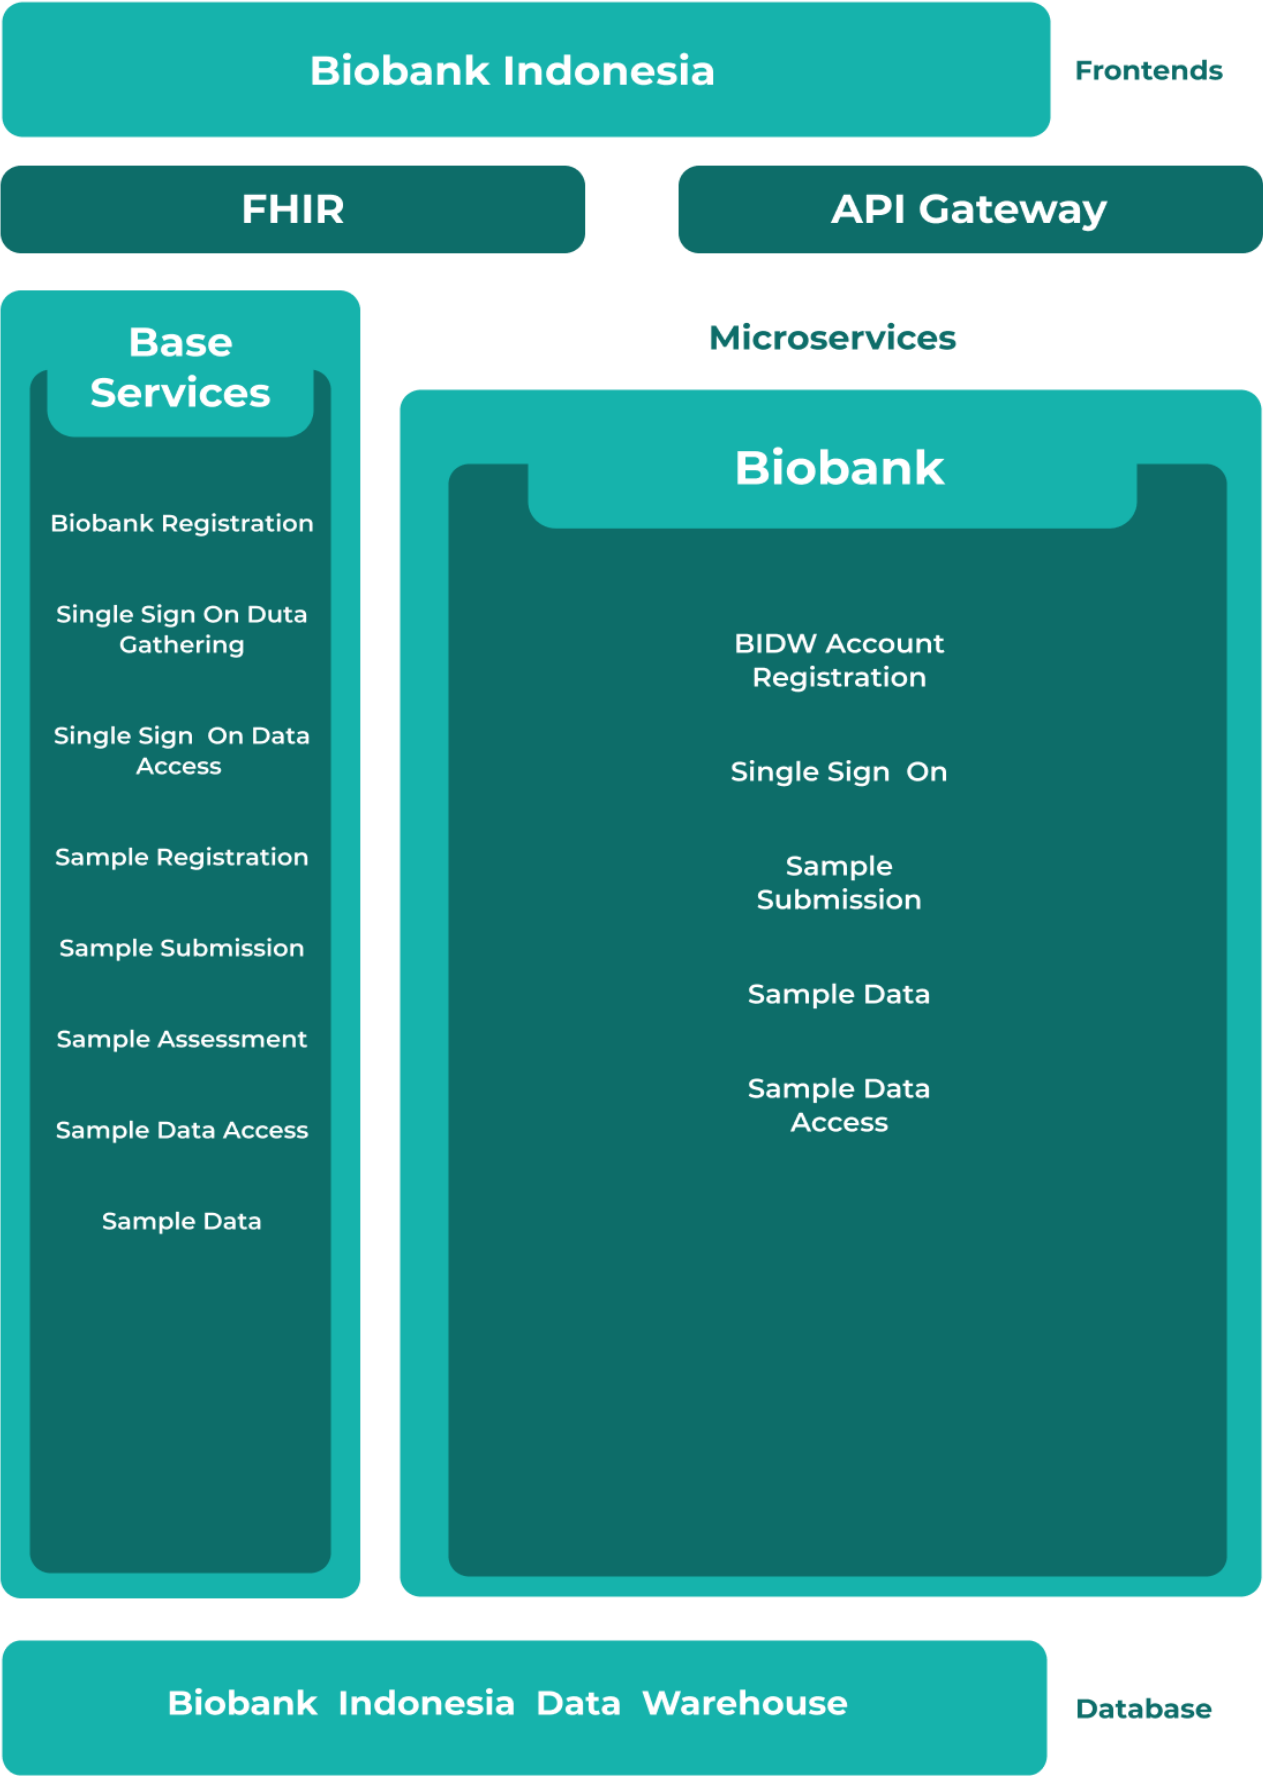 Biobank Indonesia
Frontends
FHIR
API Gateway
Base
Services
Biobank Registration
Single Sign On Duta
Gathering
Single Sign On Data
Access
Sample Registration
Sample Submission
Sample Assessment
Sample Data Access
Sample Data
Microservices
Biobank
BIDW Account
Registration
Single Sign On
Sample
Submission
Sample Data
Sample Data
Access
Biobank Indonesia Data Warehouse
Database